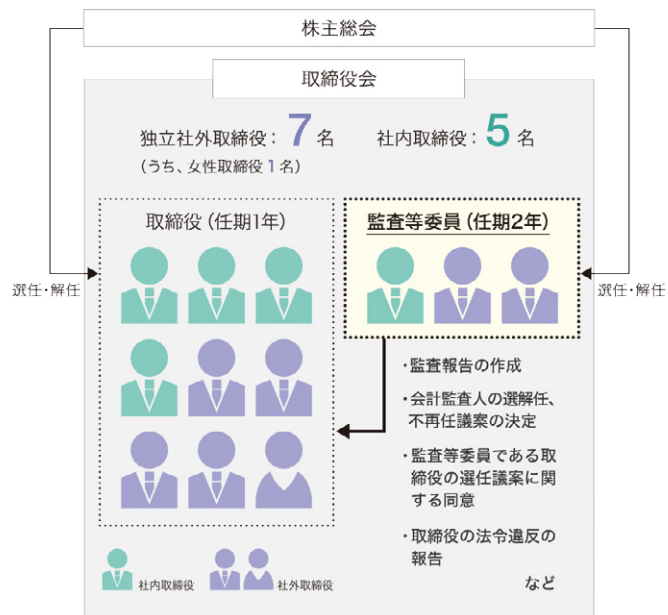 株主総会
取締役会
独立社外取締役：7名
（うち、女性取締役1名）
社内取締役：5名
取締役（任期1年）
監査等委員（任期2年）
選任・解任
選任・解任
・監査報告の作成
・会計監査人の選解任、
不再任議案の決定
・監査等委員である取
締役の選任議案に関
する同意
・取締役の法令違反の
報告
など
社内取締役
社外取締役